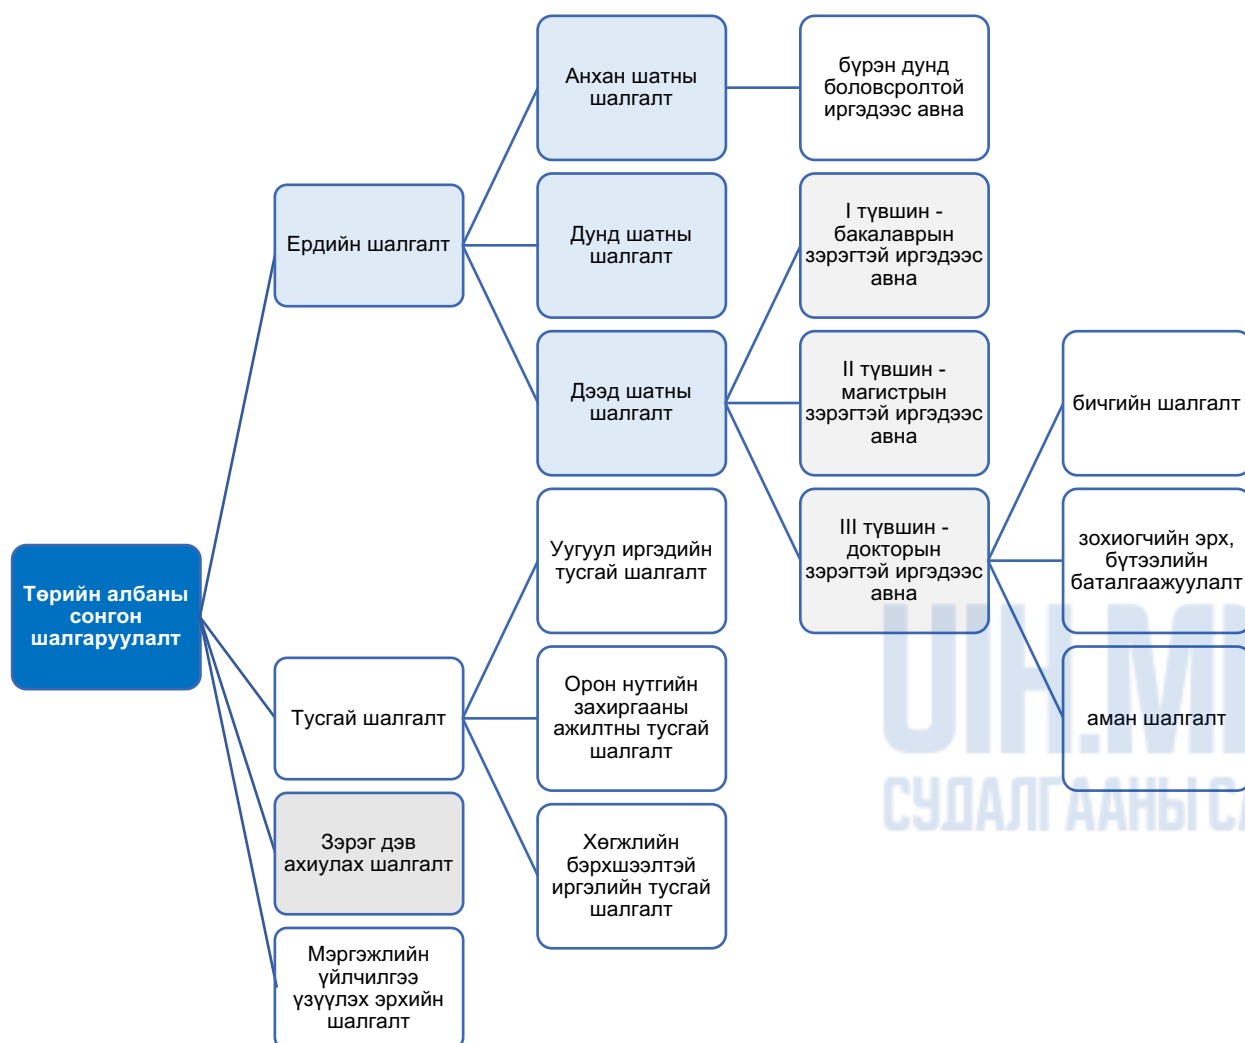 Төрийн албаны
сонгон
шалгаруулалт
Ердийн шалгалт
Анхан шатны
шалгалт
бүрэн дунд
боловсролтой
иргэдээс авна
Дунд шатны
шалгалт
Дээд шатны
шалгалт
I түвшин -
бакалаврын
зэрэгтэй иргэдээс
авна
II түвшин -
магистрын
зэрэгтэй иргэдээс
авна
III түвшин -
докторын
зэрэгтэй иргэдээс
авна
бичгийн шалгалт
зохиогчийн эрх,
бүтээлийн
баталгаажуулалт
аман шалгалт
Тусгай шалгалт
Уугуул иргэдийн
тусгай шалгалт
Орон нутгийн
захиргааны
ажилтны тусгай
шалгалт
Хөгжлийн
бэрхшээлтэй
иргэлийн тусгай
шалгалт
Зэрэг дэв
ахиулах шалгалт
Мэргэжлийн
үйлчилгээ
үзүүлэх эрхийн
шалгалт
UIH.M
СУДАЛГААНЫ